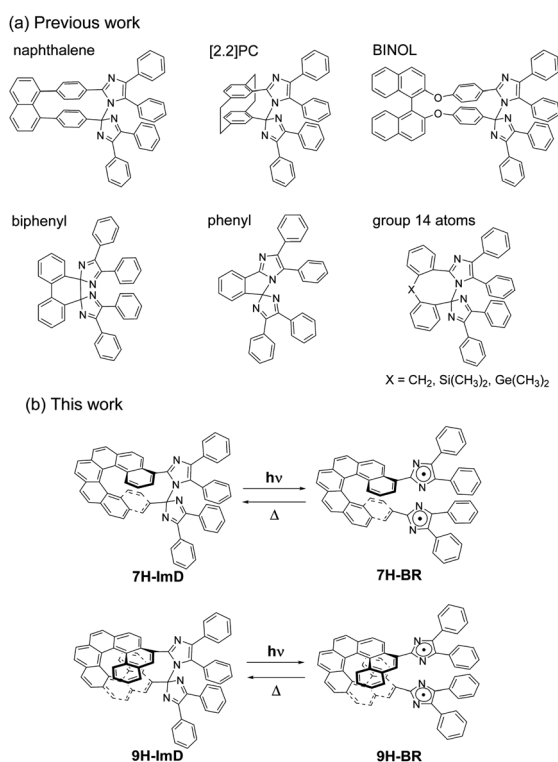 (a) Previous work
naphthalene
[2.2]PC
BINOL
N
N
N
N
N
N
N
N
O
O
N
N
N
N
biphenyl
phenyl
group 14 atoms
N
N
N
N
N
N
N
N
X
N
N
N
N
X = CH2, Si(CH3)2, Ge(CH3)2
(b) This work
N
N
N
N
hν
Δ
N
N
N
N
7H-ImD
7H-BR
N
N
N
N
hν
Δ
N
N
N
N
9H-ImD
9H-BR